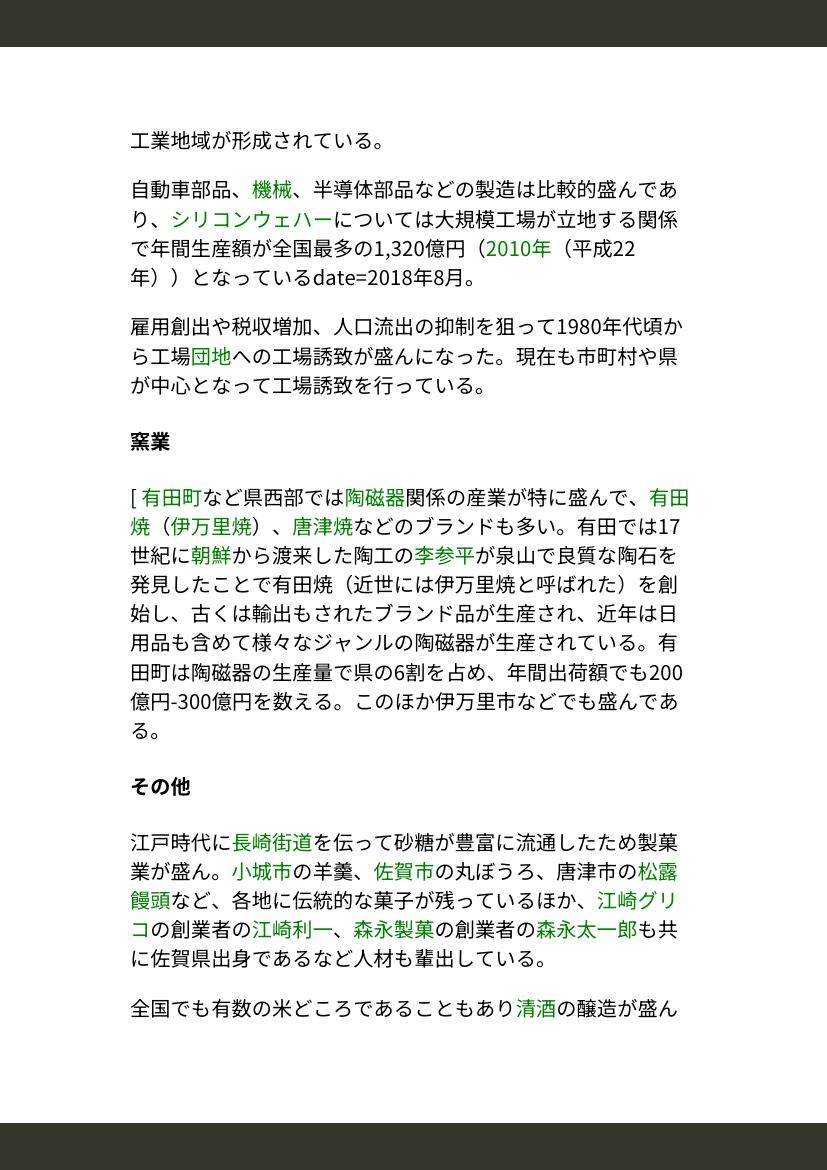 工業地域が形成されている。
自動車部品、機械、半導体部品などの製造は比較的盛んであ
り、シリコンウェハーについては大規模工場が立地する関係
で年間生産額が全国最多の1,320億円（2010年（平成22
年））となっているdate=2018年8月。
雇用創出や税収増加、人口流出の抑制を狙って1980年代頃か
ら工場団地への工場誘致が盛んになった。現在も市町村や県
が中心となって工場誘致を行っている。
窯業
[ 有田町など県西部では陶磁器関係の産業が特に盛んで、有田
焼（伊万里焼）、唐津焼などのブランドも多い。有田では17
世紀に朝鮮から渡来した陶工の李参平が泉山で良質な陶石を
発見したことで有田焼（近世には伊万里焼と呼ばれた）を創
始し、古くは輸出もされたブランド品が生産され、近年は日
用品も含めて様々なジャンルの陶磁器が生産されている。有
田町は陶磁器の生産量で県の6割を占め、年間出荷額でも200
億円-300億円を数える。このほか伊万里市などでも盛んであ
る。
その他
江戸時代に長崎街道を伝って砂糖が豊富に流通したため製菓
業が盛ん。小城市の羊羹、佐賀市の丸ぼうろ、唐津市の松露
饅頭など、各地に伝統的な菓子が残っているほか、江崎グリ
コの創業者の江崎利一、森永製菓の創業者の森永太一郎も共
に佐賀県出身であるなど人材も輩出している。
全国でも有数の米どころであることもあり清酒の醸造が盛ん